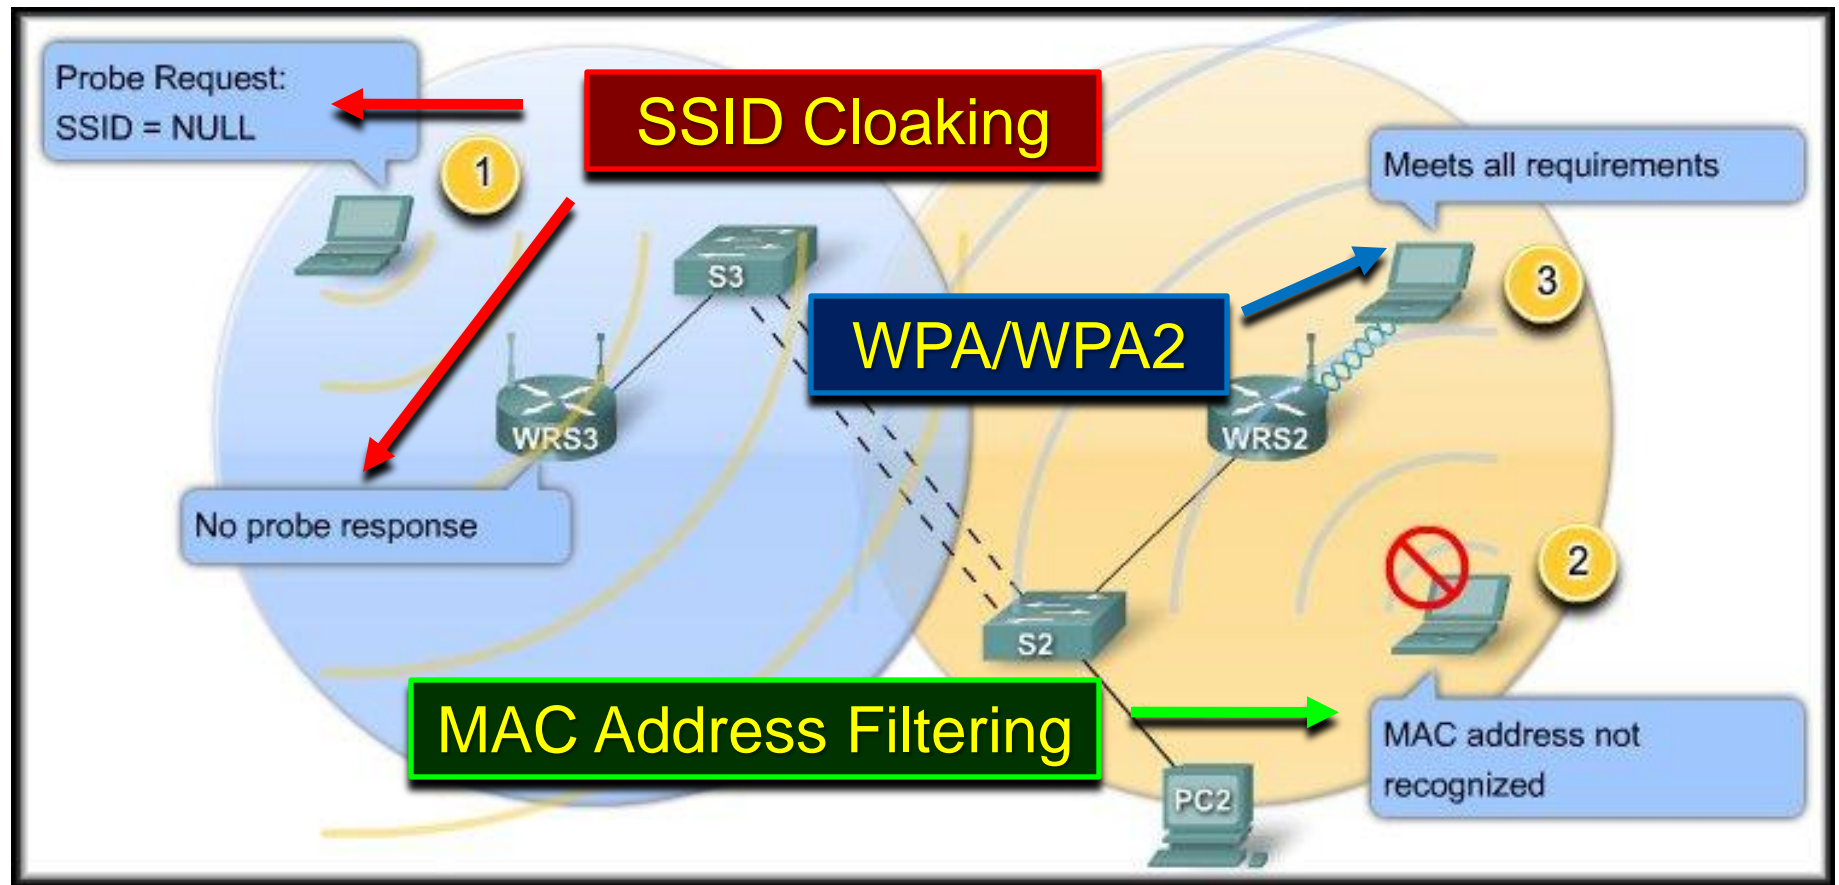 Probe Request:
SSID = NULL
1
SSID Cloaking
Meets all requirements
S3
3
WPA/WPA2
WRS3
WRS2
No probe response
2
S2
MAC Address Filtering
MAC address not
recognized
PC2